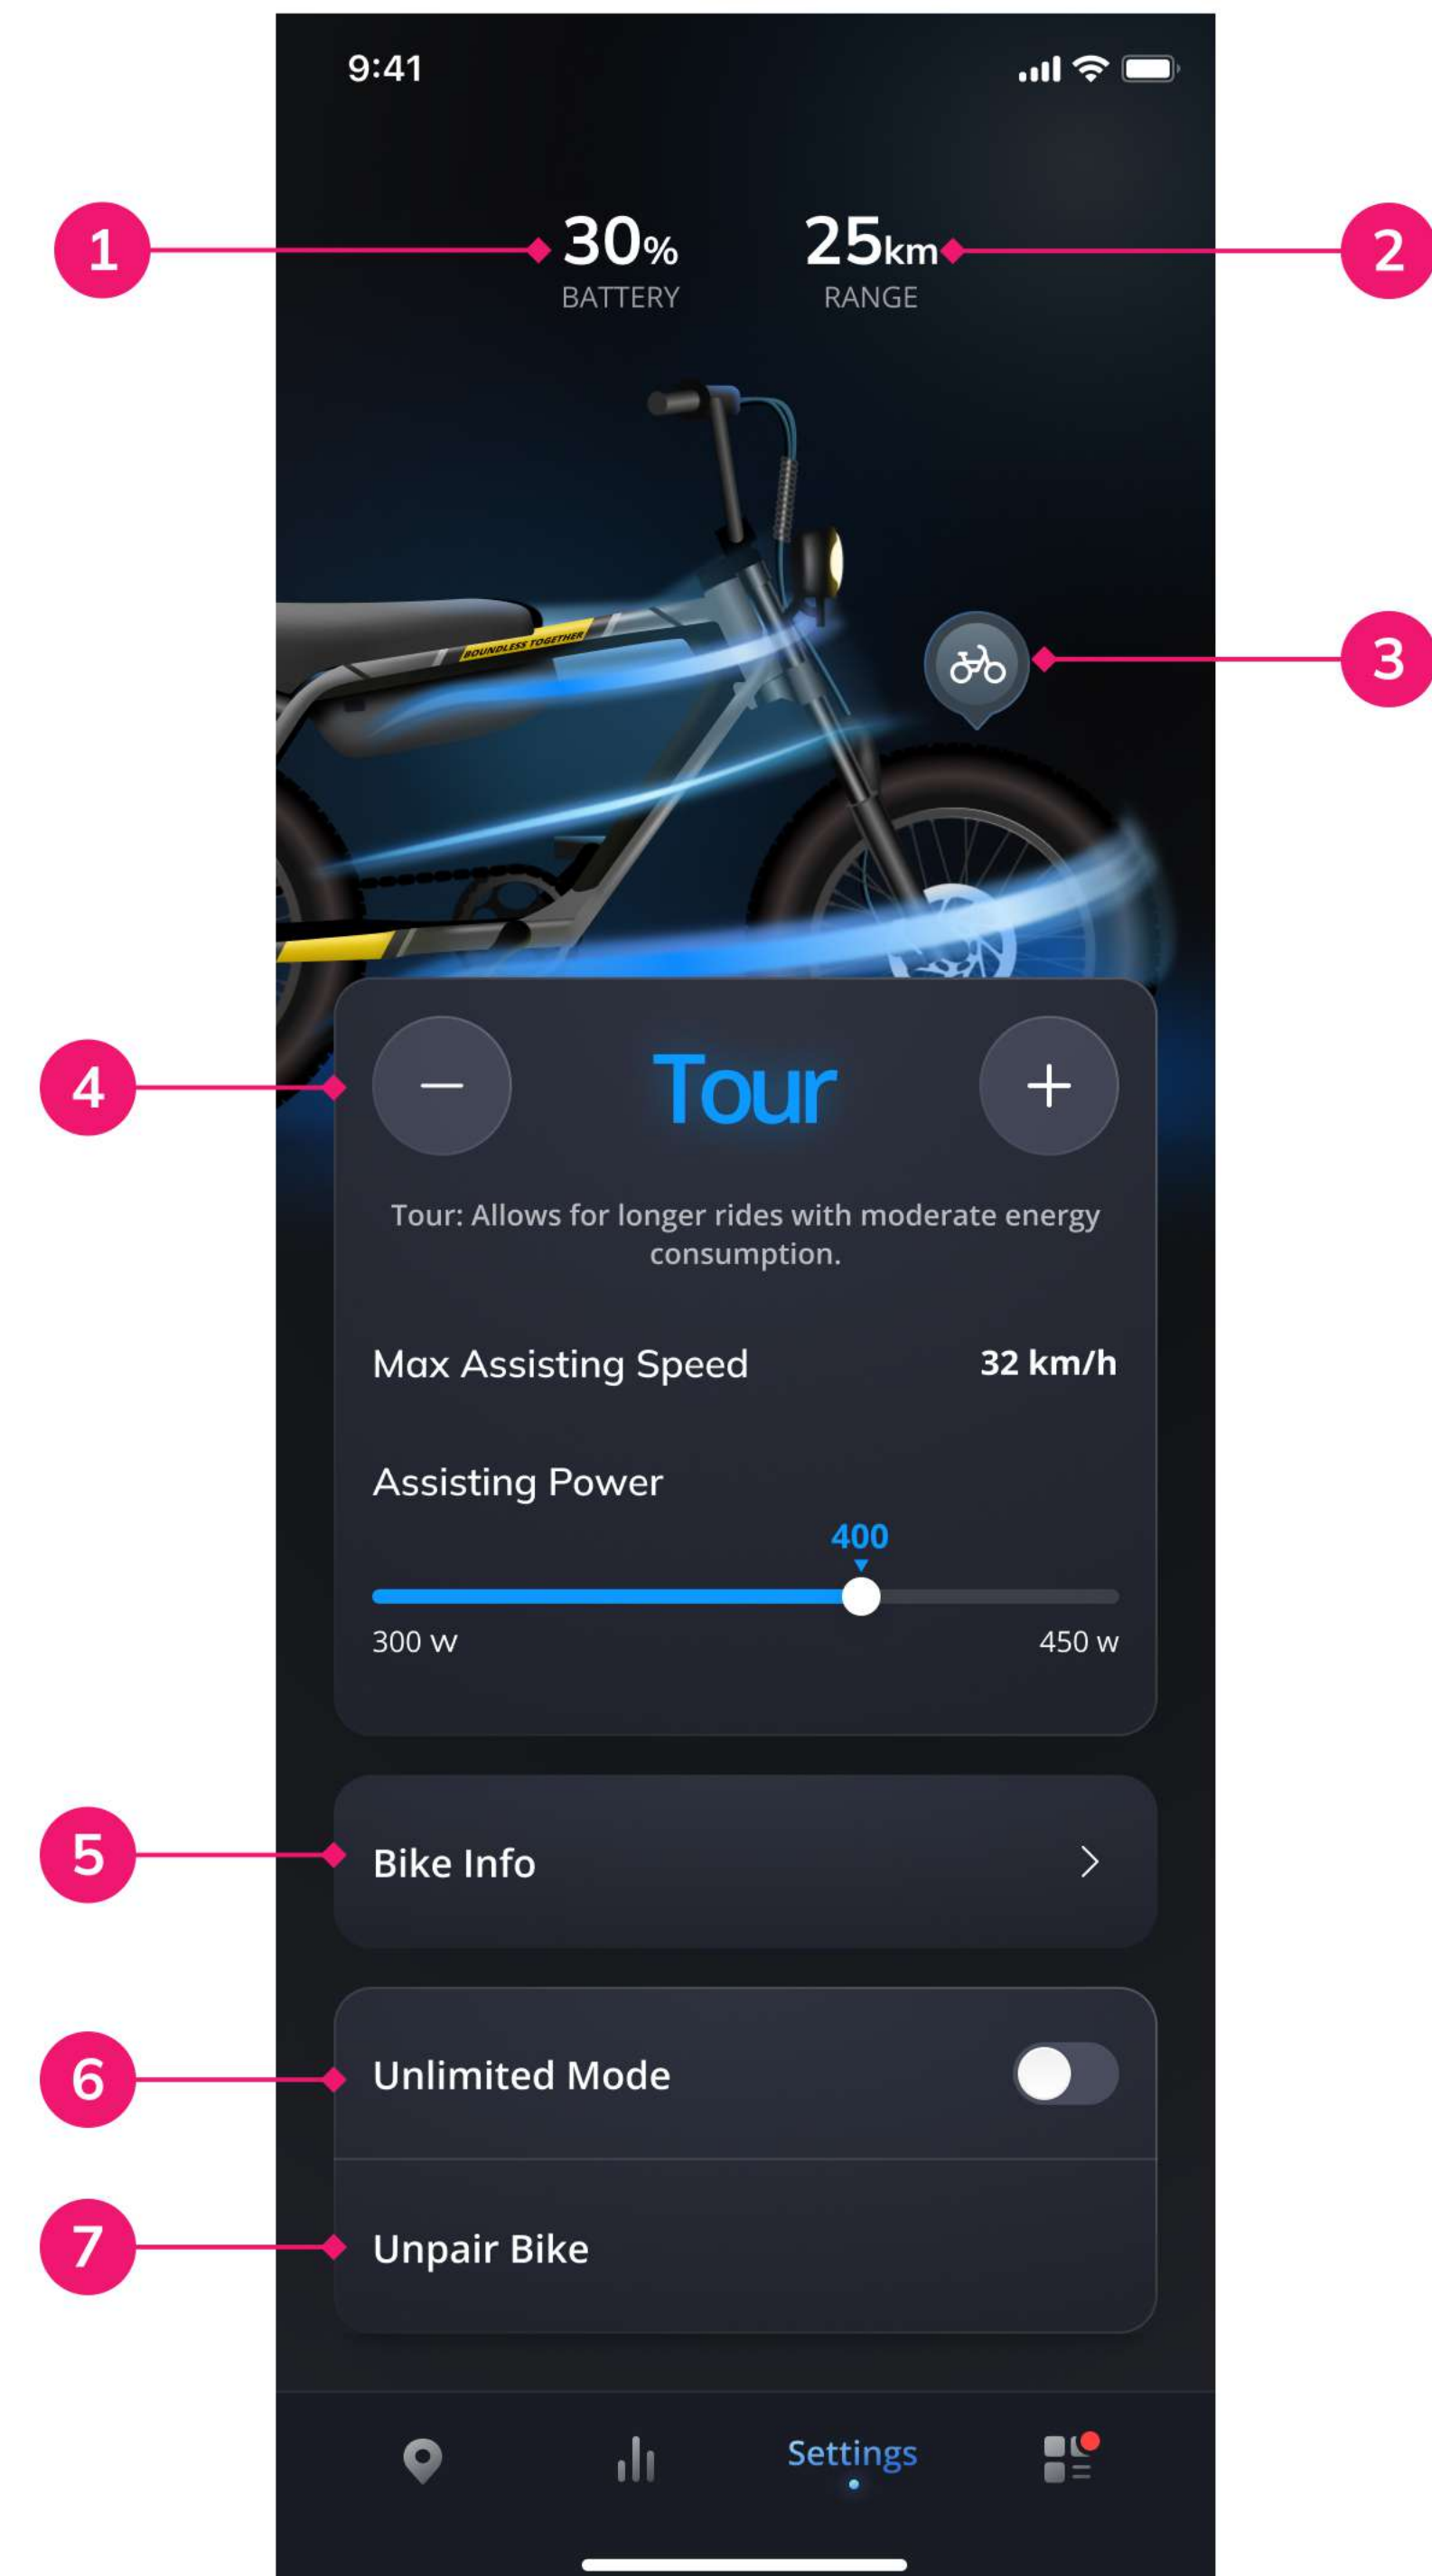 9:41
1
30%
25km
2
BATTERY
RANGE
BOUNDLESS TOGETHER
3
4
Tour
Tour: Allows for longer rides with moderate energy
consumption.
Max Assisting Speed
32 km/h
Assisting Power
400
300 w
450 w
5
Bike Info
6
Unlimited Mode
7
Unpair Bike
Settings